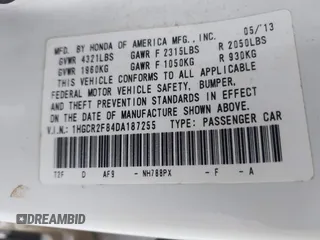 MFD. BY HONDA OF AMERICA MFG., INC. 05/13
GVWR 4321LBS GAWR F 2315LBS R 2050LBS
GVWR 1960KG GAWR F 1050KG R 930KG
THIS VEHICLE CONFORMS TO ALL APPLICABLE
FEDERAL MOTOR VEHICLE SAFETY, BUMPER,
AND THEFT PREVENTION STANDARDS IN EFFECT ON
THE DATE OF MANUFACTURE SHOWN ABOVE.
V.I.N.: 1HGCR2F84DA187255 TYPE: PASSENGER CAR
D AF9 - NH788PX - F - A
© AUTOBIDMASTER